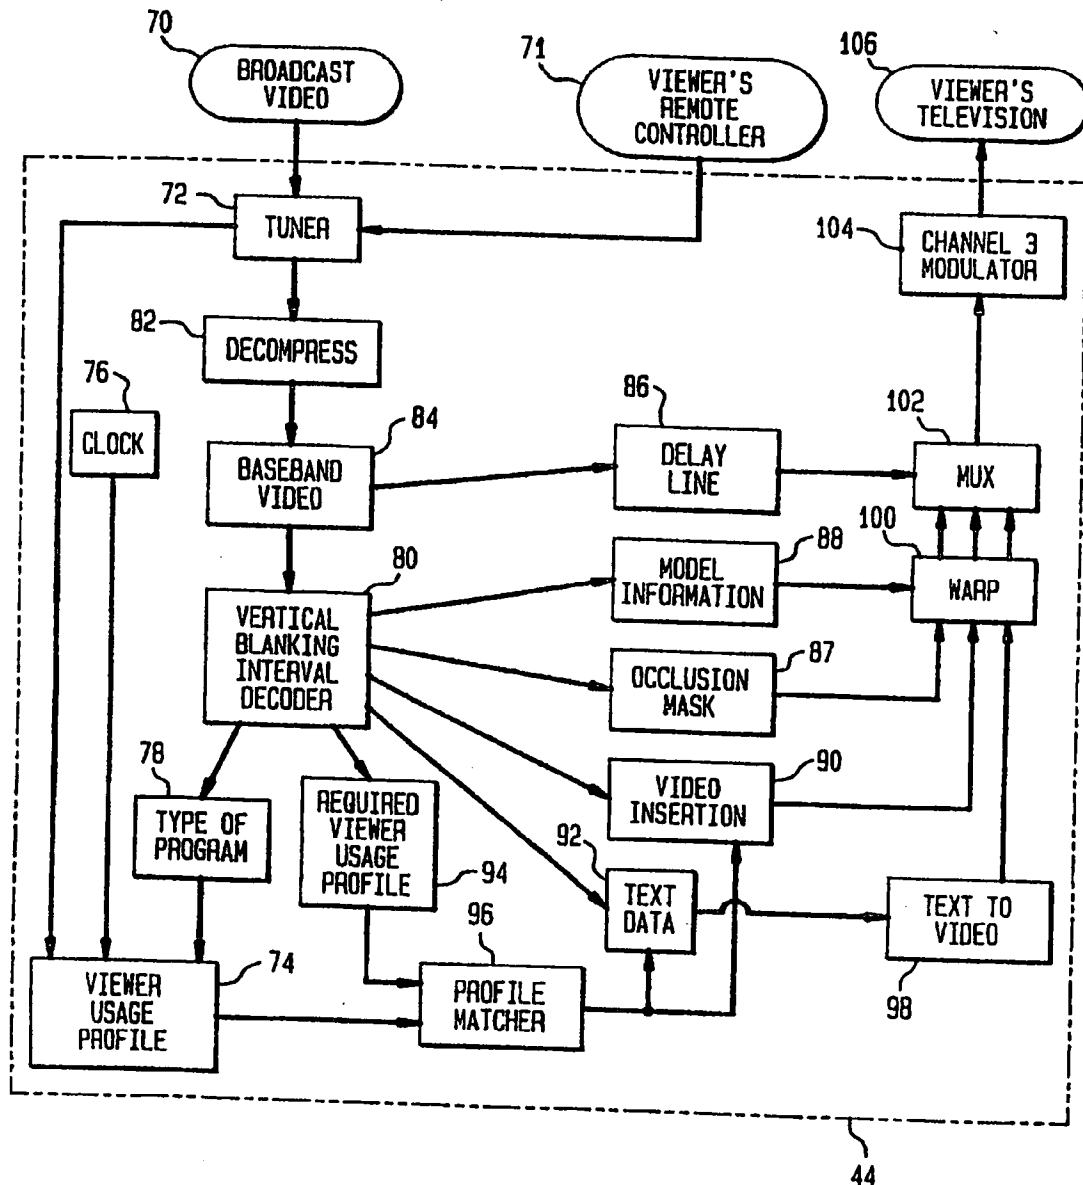 70
BROADCAST
VIDEO
71
VIEWER'S
REMOTE
CONTROLLER
106
VIEWER'S
TELEVISION
72
TUNER
104
CHANNEL 3
MODULATOR
82
DECOMPRESS
76
CLOCK
84
BASEBAND
VIDEO
86
DELAY
LINE
102
MUX
80
VERTICAL
BLANKING
INTERVAL
DECODER
88
MODEL
INFORMATION
100
WARP
87
OCCLUSION
MASK
78
TYPE OF
PROGRAM
REQUIRED
VIEWER
USAGE
PROFILE
94
90
VIDEO
INSERTION
92
TEXT
DATA
TEXT TO
VIDEO
98
74
VIEWER
USAGE
PROFILE
96
PROFILE
MATCHER
44